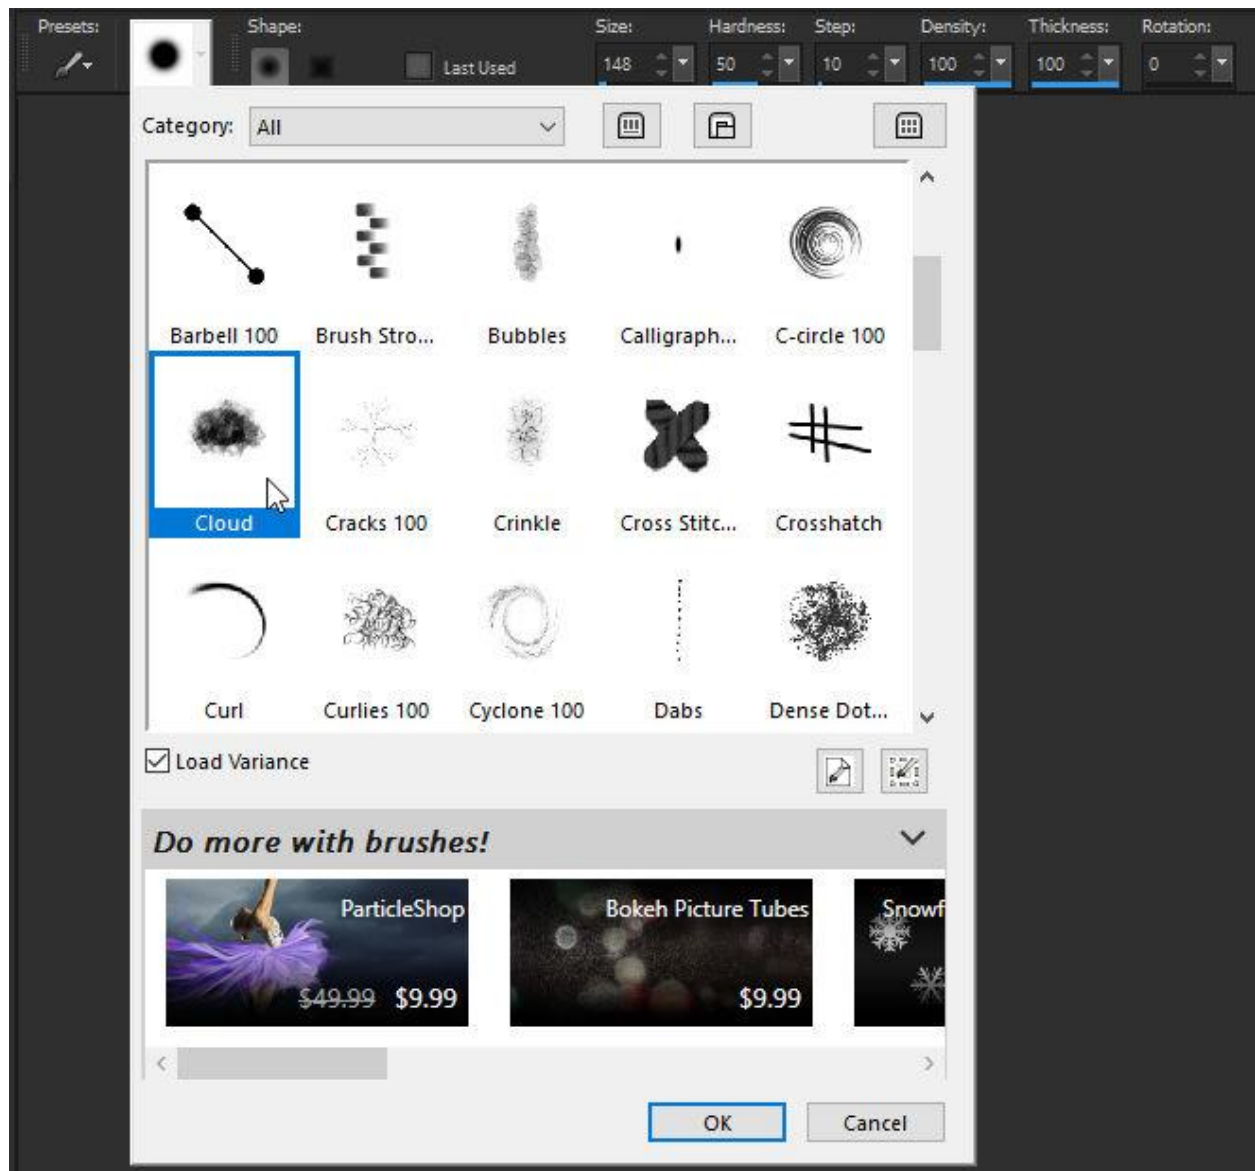 Presets:
Shape:
Size:
Hardness:
Step:
Density:
Thickness:
Rotation:
Last Used
148
50
10
100
100
0
Category:
All
Barbell 100
Brush Stro...
Bubbles
Calligraph...
C-circle 100
Cloud
Cracks 100
Crinkle
Cross Stitc...
Crosshatch
Curl
Curlies 100
Cyclone 100
Dabs
Dense Dot...
Load Variance
Do more with brushes!
ParticleShop
$49.99 $9.99
Bokeh Picture Tubes
$9.99
Snowf
OK
Cancel